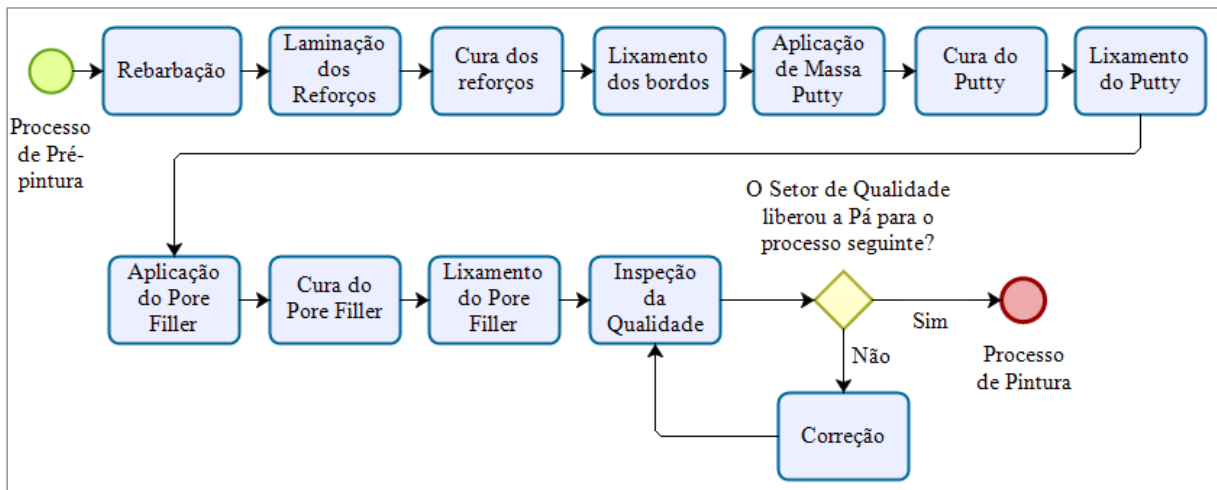 Processo
de Pré-
pintura
Rebarbação
Laminação
dos
Reforços
Cura dos
reforços
Lixamento
dos bordos
Aplicação
de Massa
Putty
Cura do
Putty
Lixamento
do Putty
Aplicação
do Pore
Filler
Cura do
Pore Filler
Lixamento
do Pore
Filler
Inspeção
da
Qualidade
O Setor de Qualidade
liberou a Pá para o
processo seguinte?
Sim
Não
Processo
de Pintura
Correção